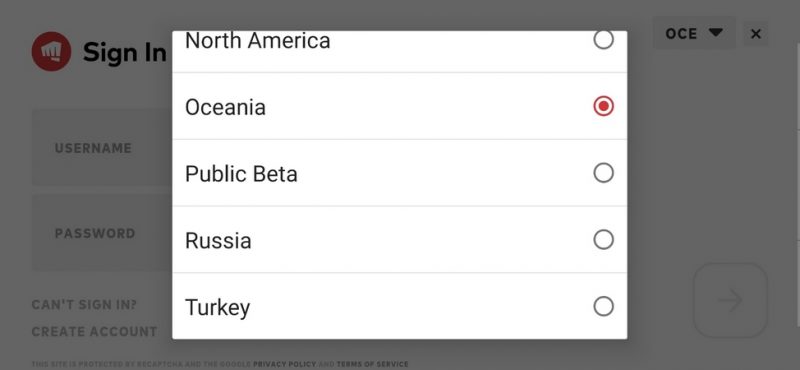 Sign In
OCE
North America
Oceania
Public Beta
Russia
Turkey
USERNAME
PASSWORD
CAN'T SIGN IN?
CREATE ACCOUNT
THIS SITE IS PROTECTED BY RECAPTCHA AND THE GOOGLE PRIVACY POLICY AND TERMS OF SERVICE